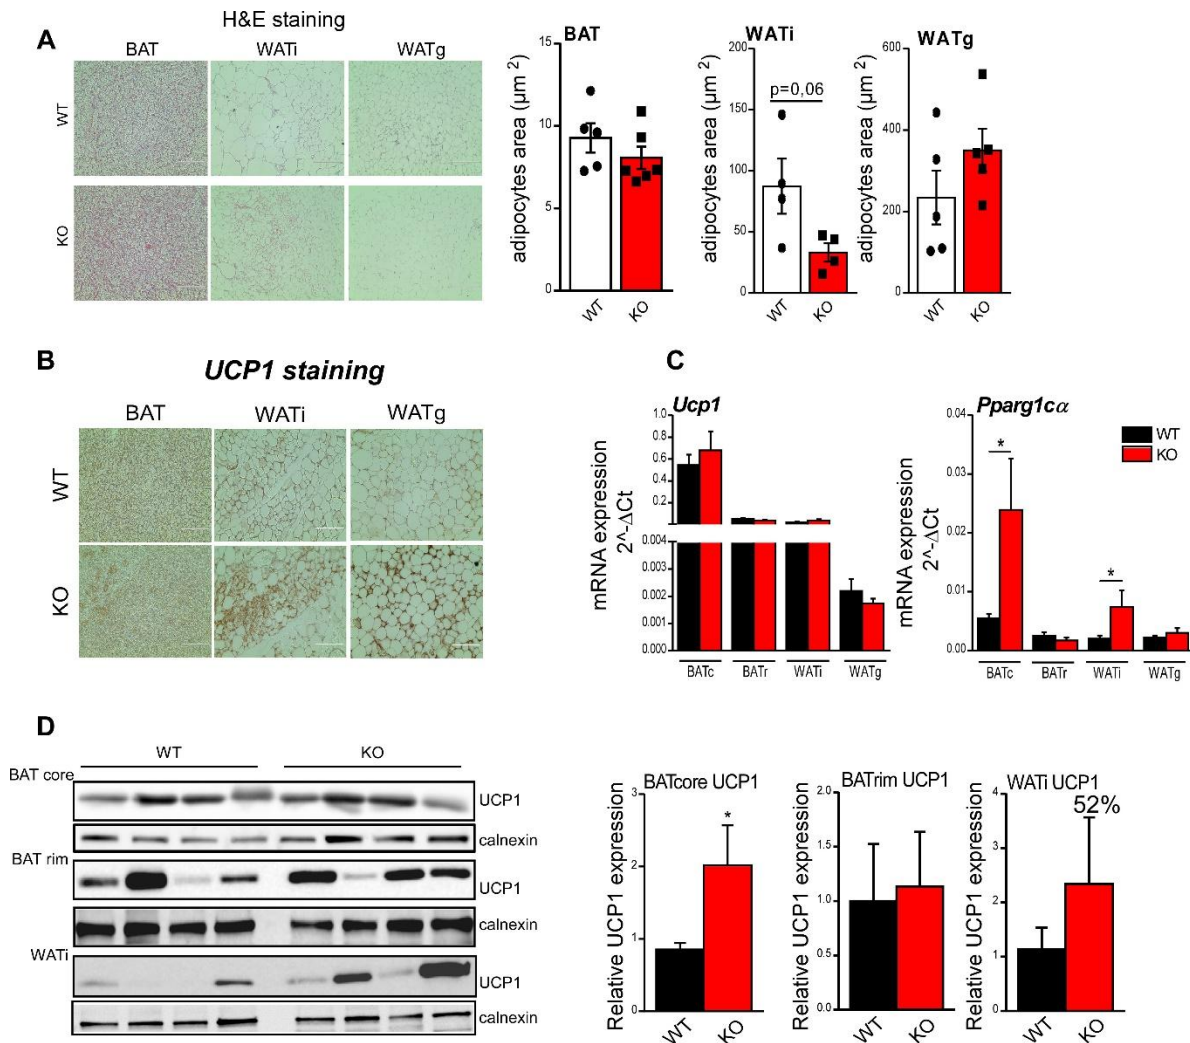 A
H&E staining
BAT WATi WATg
WT
KO
BAT
adipocytes area (µm ²)
15
10
5
0
WT KO
WATi
adipocytes area (µm ²)
200
150
100
50
0
p=0,06
WT KO
WATg
adipocytes area (µm ²)
600
400
200
0
WT KO
B
UCP1 staining
BAT WATi WATg
WT
KO
C
Ucp1
mRNA expression
2^-ΔCt
1.0
0.8
0.6
0.4
0.2
0.004
0.003
0.002
0.001
0.000
BATc BATr WATi WATg
Pparg1cα
mRNA expression
2^-ΔCt
0.04
0.03
0.02
0.01
0.00
* *
WT
KO
BATc BATr WATi WATg
D
WT KO
BAT core
UCP1
calnexin
BAT rim
UCP1
calnexin
WATi
UCP1
calnexin
BATcore UCP1
Relative UCP1 expression
3
2
1
0
*
WT KO
BATrim UCP1
Relative UCP1 expression
2.0
1.5
1.0
0.5
0.0
WT KO
WATi UCP1
Relative UCP1 expression
4
3
2
1
0
52%
WT KO